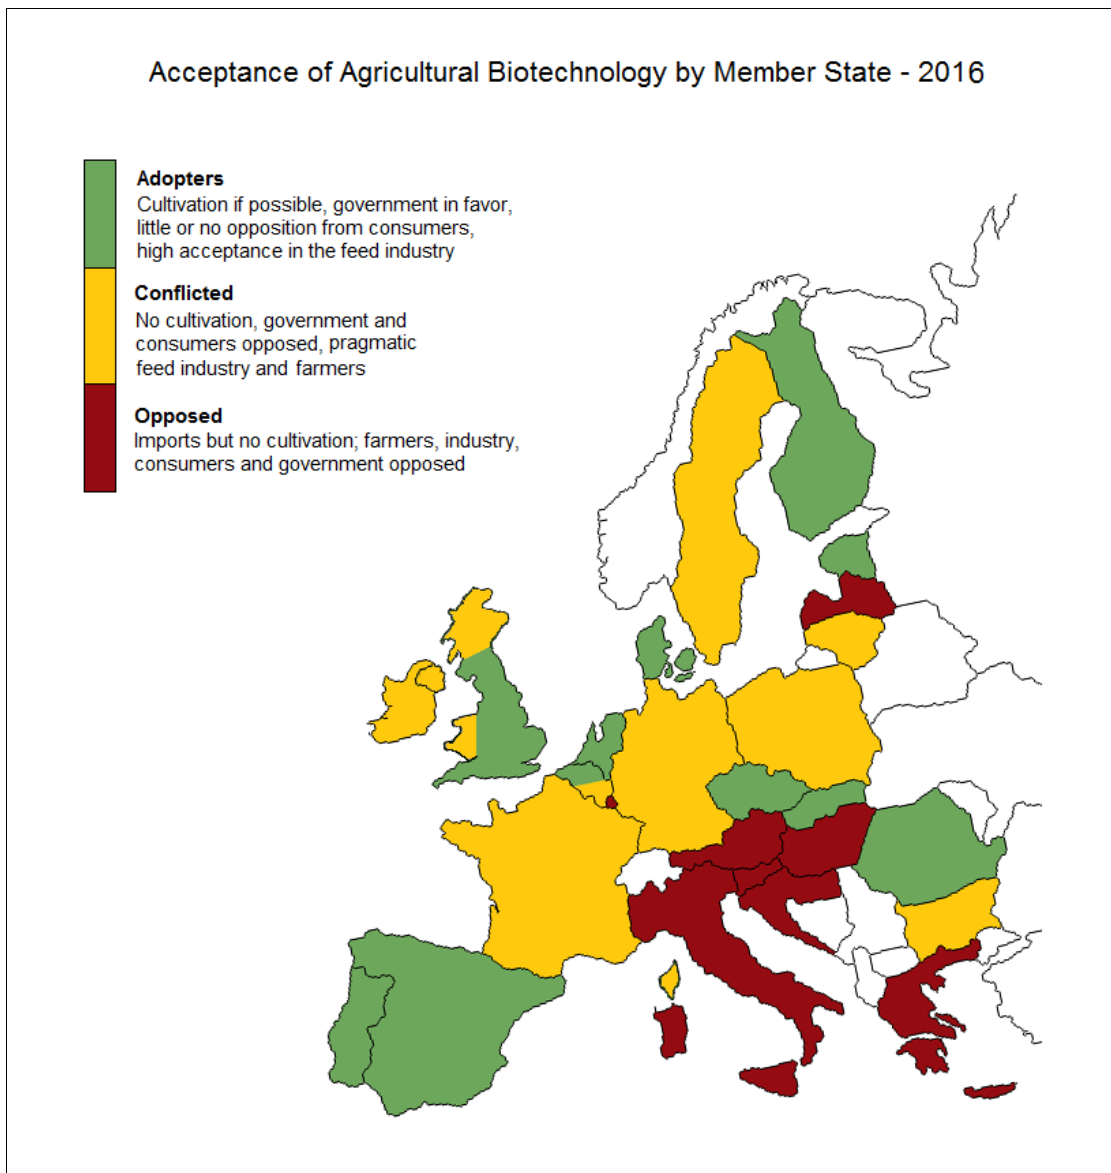 Acceptance of Agricultural Biotechnology by Member State - 2016
Adopters
Cultivation if possible, government in favor,
little or no opposition from consumers,
high acceptance in the feed industry
Conflicted
No cultivation, government and
consumers opposed, pragmatic
feed industry and farmers
Opposed
Imports but no cultivation; farmers, industry,
consumers and government opposed